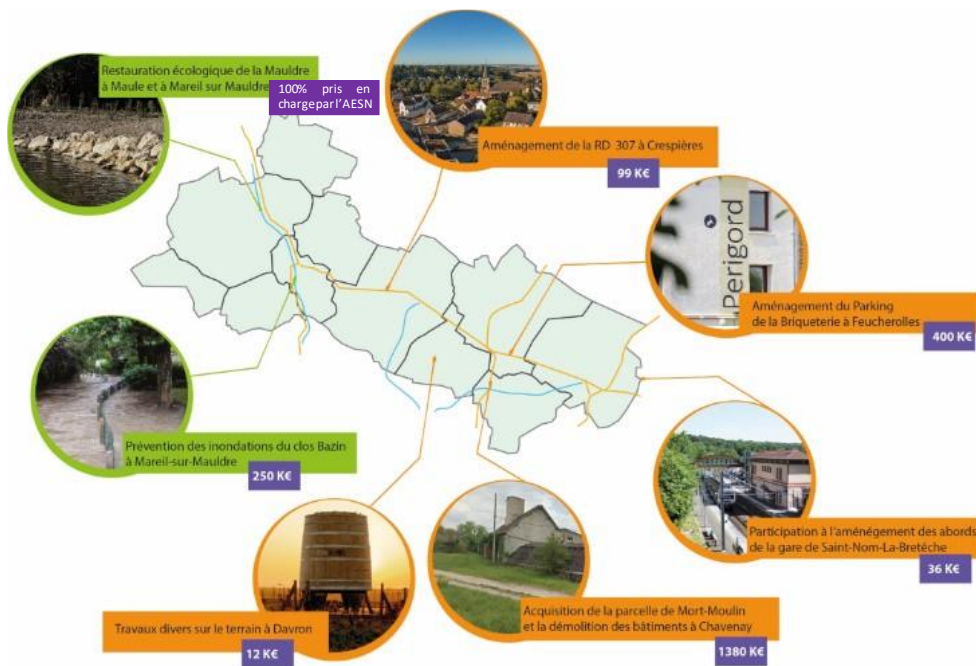 Restauration écologique de la Mauldre
à Maule et à Mareil sur Mauldre
100% pris en
charge par l'AESN
Aménagement de la RD 307 à Crespières
99 K€
Perigord
Aménagement du Parking
de la Briqueterie à Feucherolles
400 K€
Prévention des inondations du clos Bazin
à Mareil-sur-Mauldre
250 K€
Participation à l'aménégement des abords
de la gare de Saint-Nom-La-Bretêche
36 K€
Travaux divers sur le terrain à Davron
12 K€
Acquisition de la parcelle de Mort-Moulin
et la démolition des bâtiments à Chavenay
1380 K€